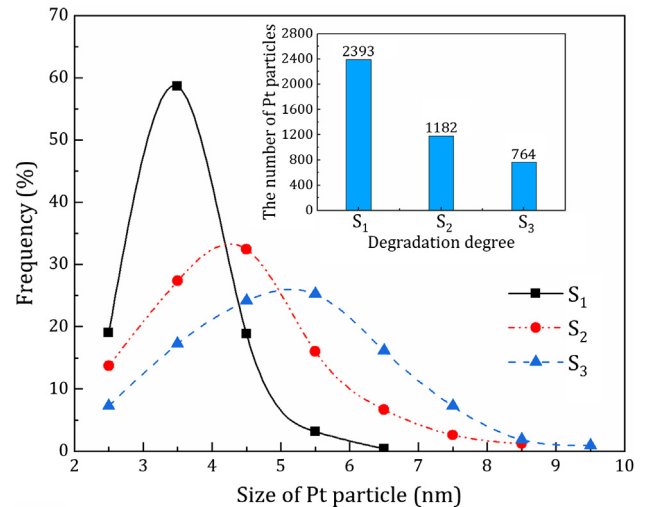 70
60
50
40
30
20
10
0
Frequency (%)
2 3 4 5 6 7 8 9 10
Size of Pt particle (nm)
2800
2400
2000
1600
1200
800
400
0
The number of Pt particles
2393
1182
764
S₁ S₂ S₃
Degradation degree
S₁
S₂
S₃